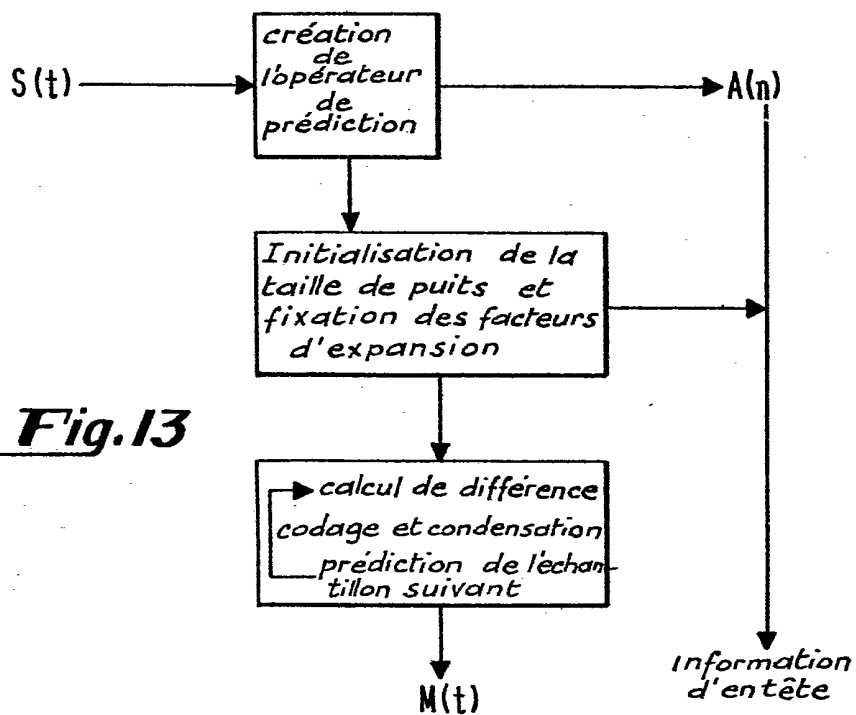 création
de
l'opérateur
de
prédiction
S(t)
A(n)
Initialisation de la
taille de puits et
fixation des facteurs
d'expansion
Fig.13
calcul de différence
codage et condensation
prédiction de l'échan-
tillon suivant
M(t)
Information
d'entête